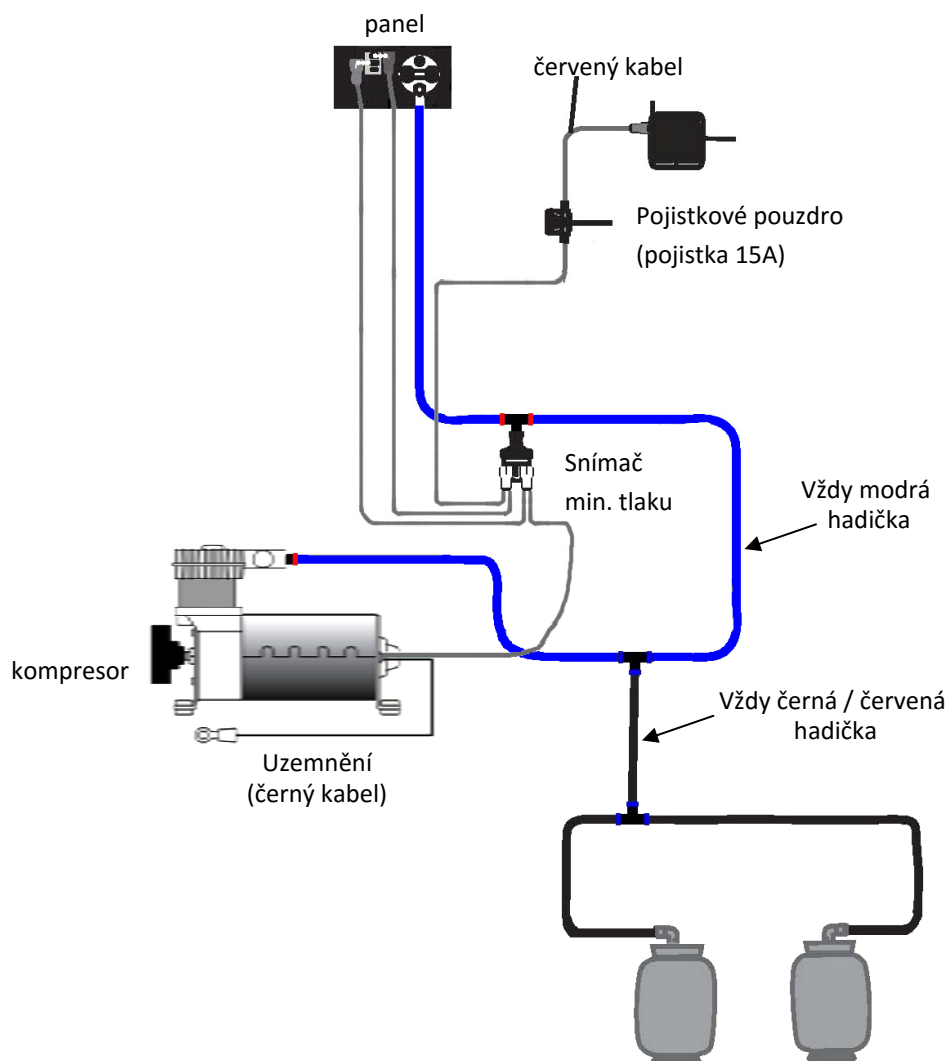 panel
červený kabel
Pojistkové pouzdro
(pojistka 15A)
Snímač
min. tlaku
Vždy modrá
hadička
kompresor
Vždy černá / červená
hadička
Uzemnění
(černý kabel)